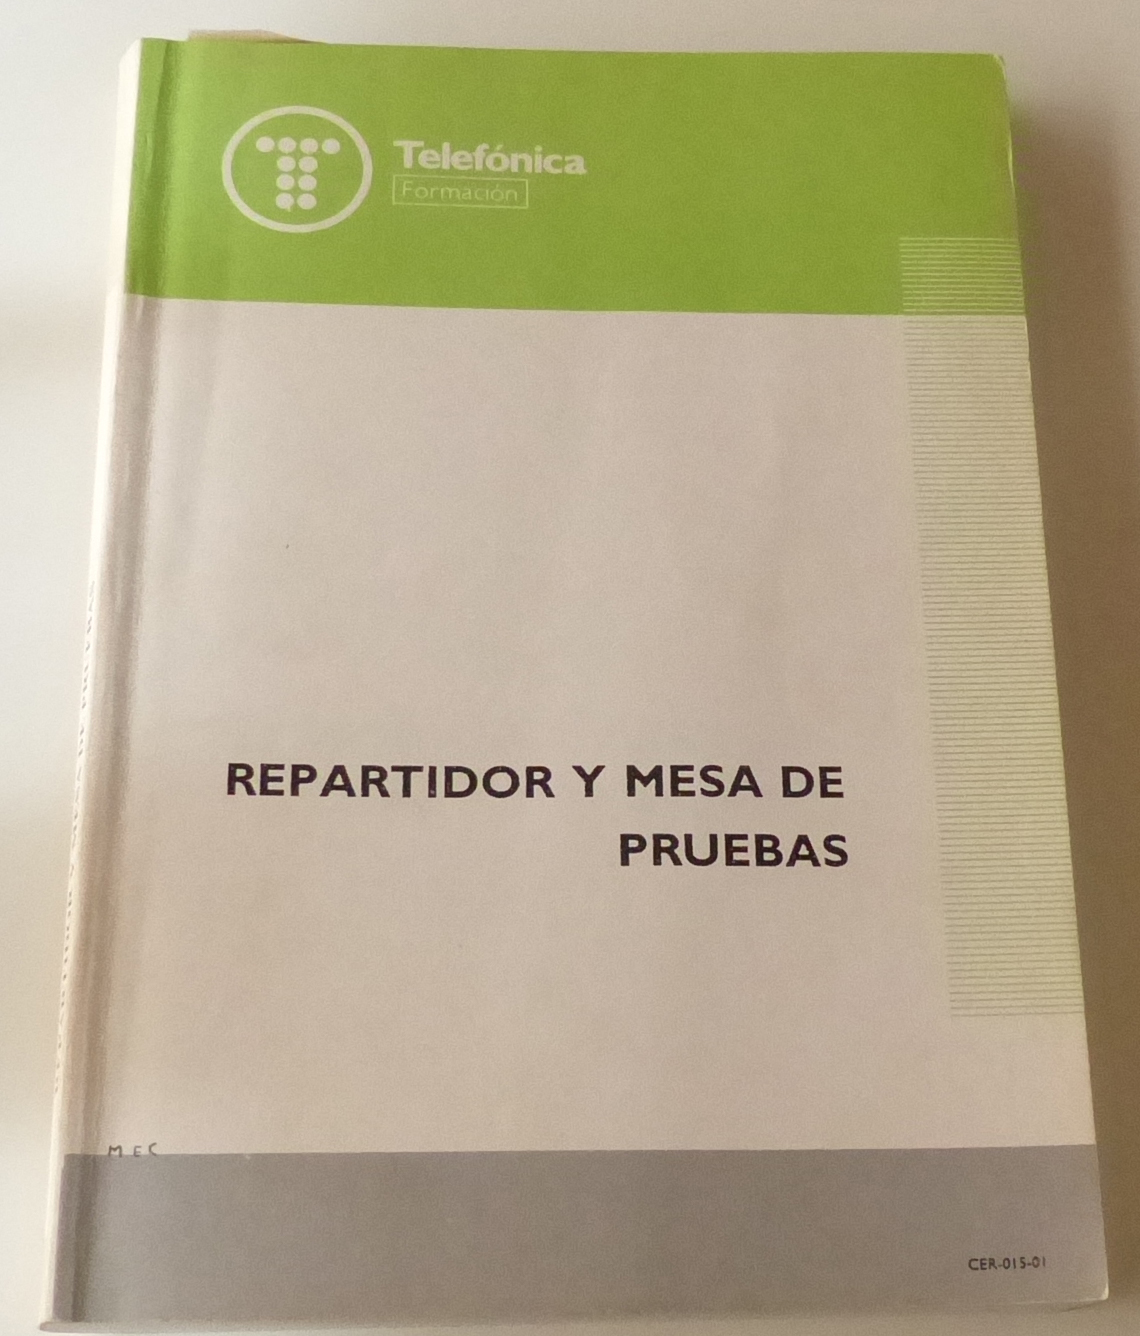 Telefónica
Formación
REPARTIDOR Y MESA DE
PRUEBAS
M E C
CER-015-01